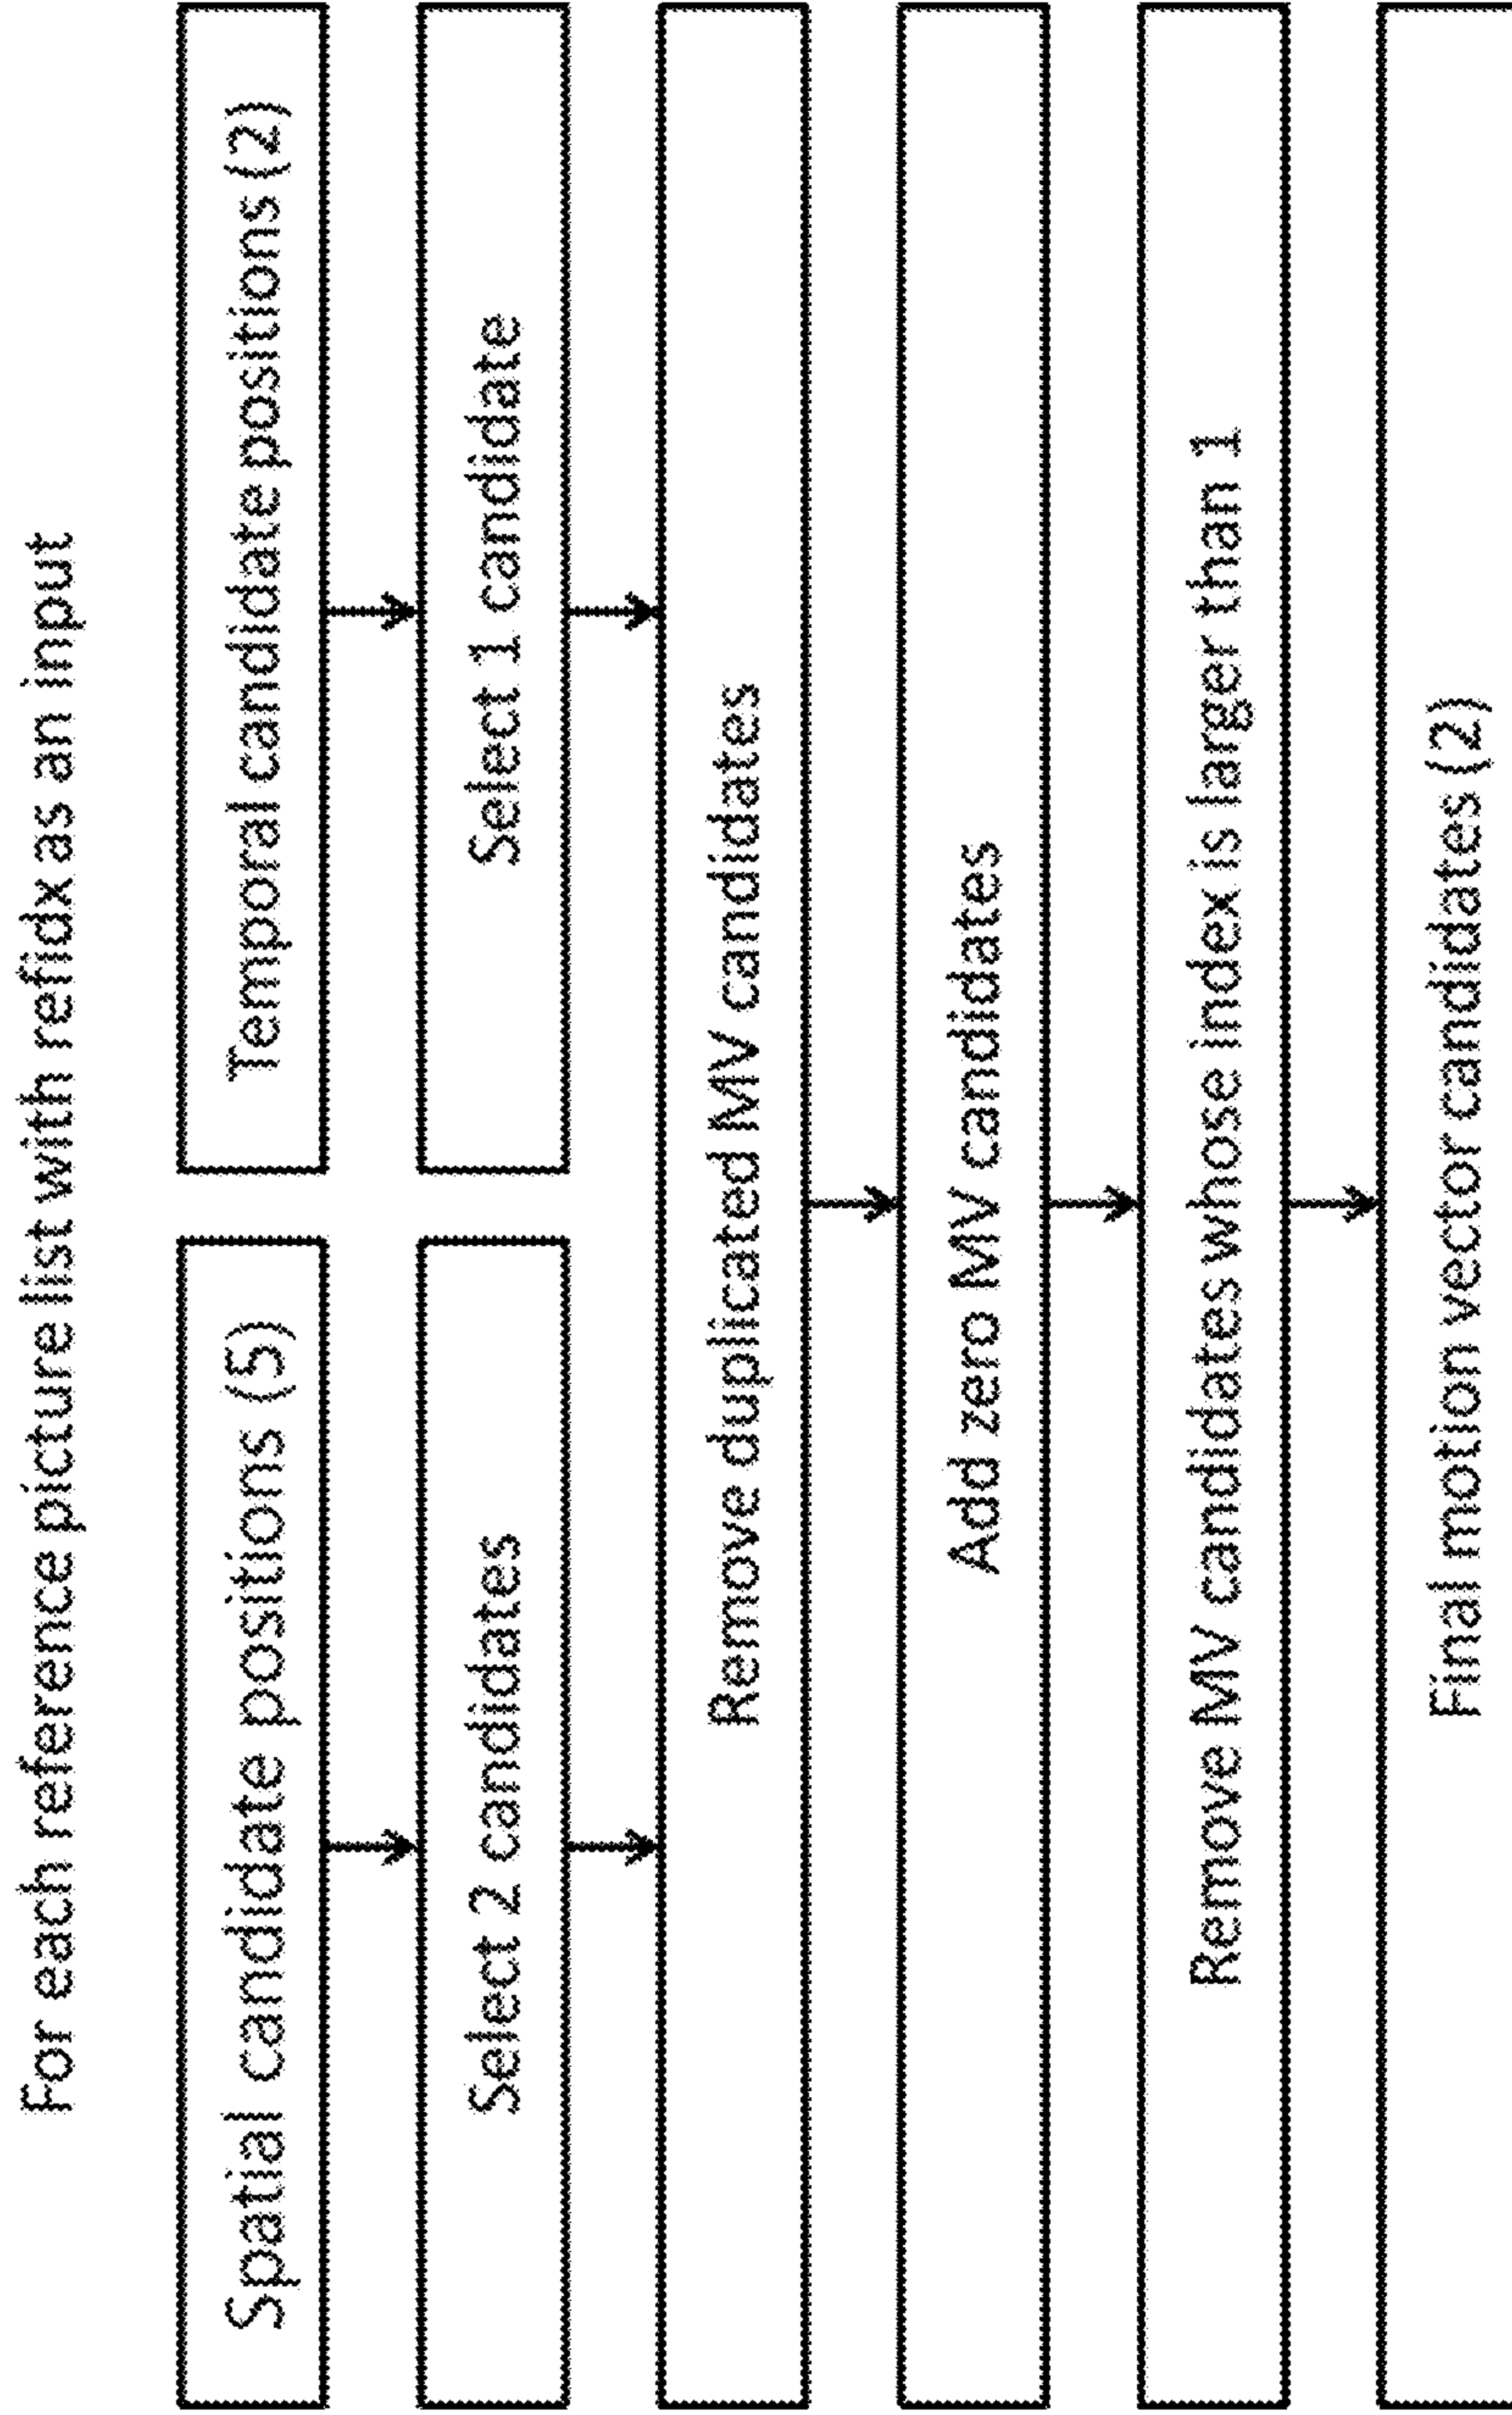 For each reference picture list with refidx as an input
Spatial candidate positions (5)
Temporal candidate positions (2)
Select 2 candidates
Select 1 candidate
Remove duplicated MV candidates
Add zero MV candidates
Remove MV candidates whose index is larger than 1
Final motion vector candidates (2)